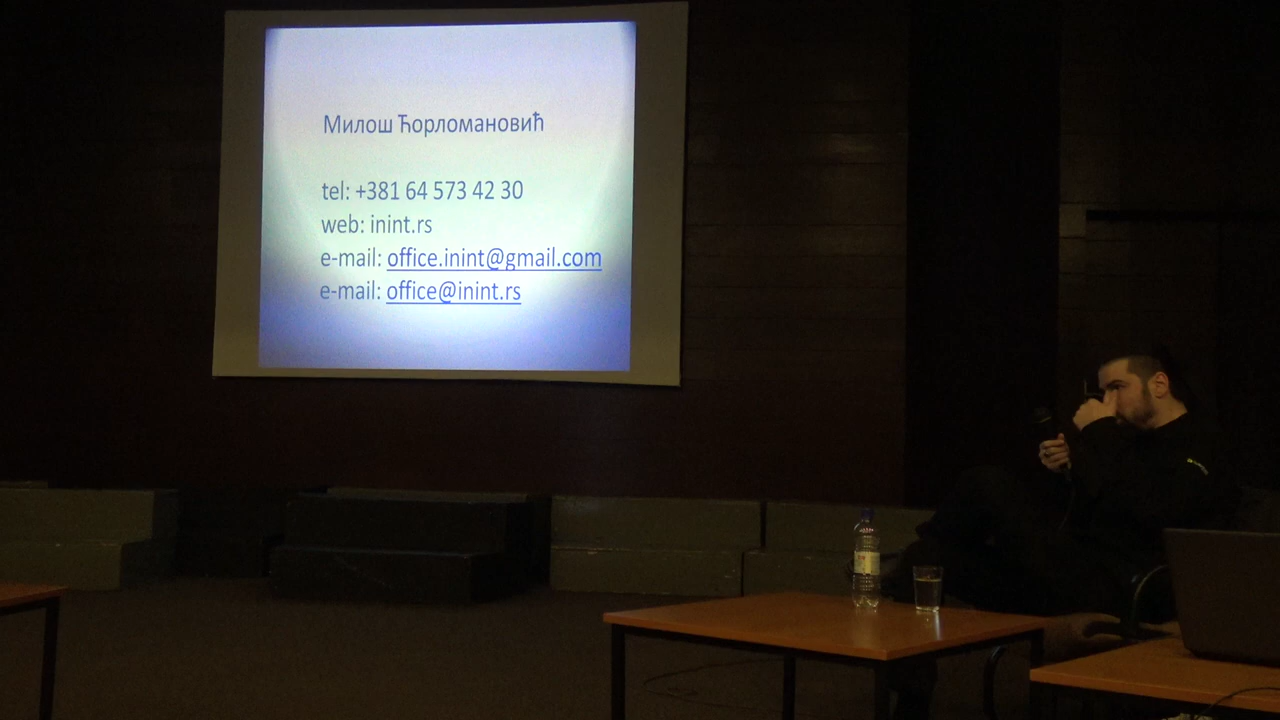 Милош Ћорломановић
tel: +381 64 573 42 30
web: inint.rs
e-mail: office.inint@gmail.com
e-mail: office@inint.rs